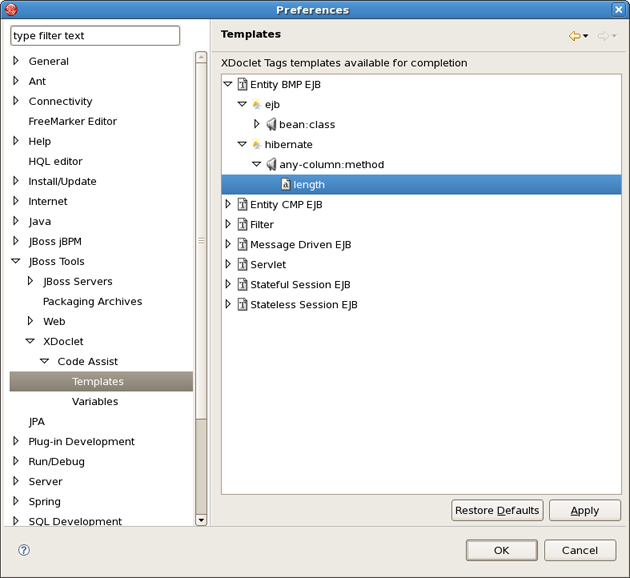 Preferences
type filter text
General
Ant
Connectivity
FreeMarker Editor
Help
HQL editor
Install/Update
Internet
Java
JBoss jBPM
JBoss Tools
JBoss Servers
Packaging Archives
Web
XDoclet
Code Assist
Templates
Variables
JPA
Plug-in Development
Run/Debug
Server
Spring
SQL Development
Templates
XDoclet Tags templates available for completion
Entity BMP EJB
ejb
bean:class
hibernate
any-column:method
length
Entity CMP EJB
Filter
Message Driven EJB
Servlet
Stateful Session EJB
Stateless Session EJB
Restore Defaults
Apply
OK
Cancel